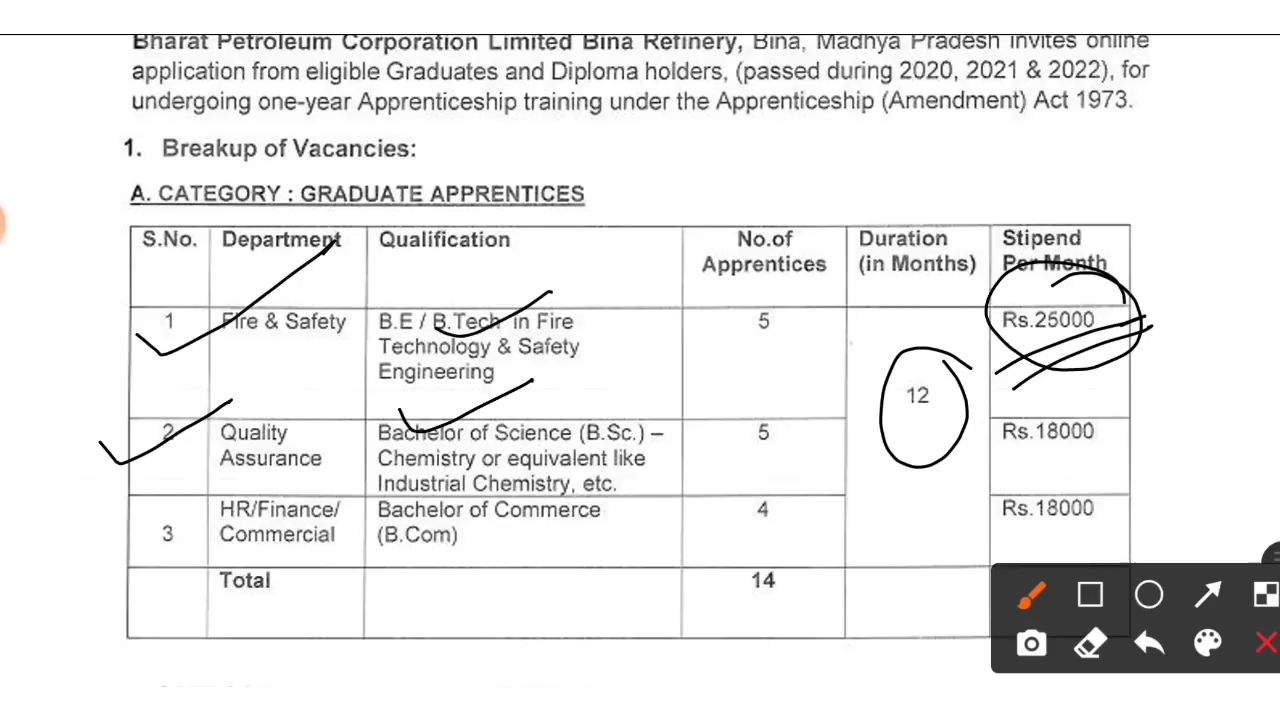 Bharat Petroleum Corporation Limited Bina Refinery, Bina, Madhya Pradesh invites online
application from eligible Graduates and Diploma holders, (passed during 2020, 2021 & 2022), for
undergoing one-year Apprenticeship training under the Apprenticeship (Amendment) Act 1973.
1. Breakup of Vacancies:
A. CATEGORY : GRADUATE APPRENTICES
S.No. Department Qualification No.of Apprentices Duration (in Months) Stipend Per Month
1 Fire & Safety B.E / B.Tech in Fire 5 Rs.25000
Technology & Safety
Engineering
12
2 Quality Bachelor of Science (B.Sc.) – 5 Rs.18000
Assurance Chemistry or equivalent like
Industrial Chemistry, etc.
HR/Finance/ Bachelor of Commerce 4 Rs.18000
3 Commercial (B.Com)
Total 14